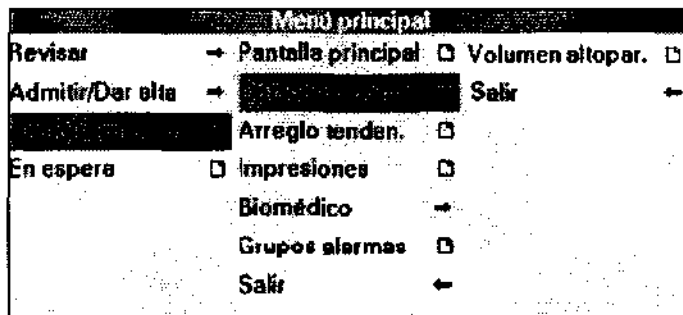 Menú principal
Revisar
Admitir/Dar alta
En espera
Pantalla principal
Arreglo tenden.
Impresiones
Biomédico
Grupos alarmas
Salir
Volumen altopar.
Salir